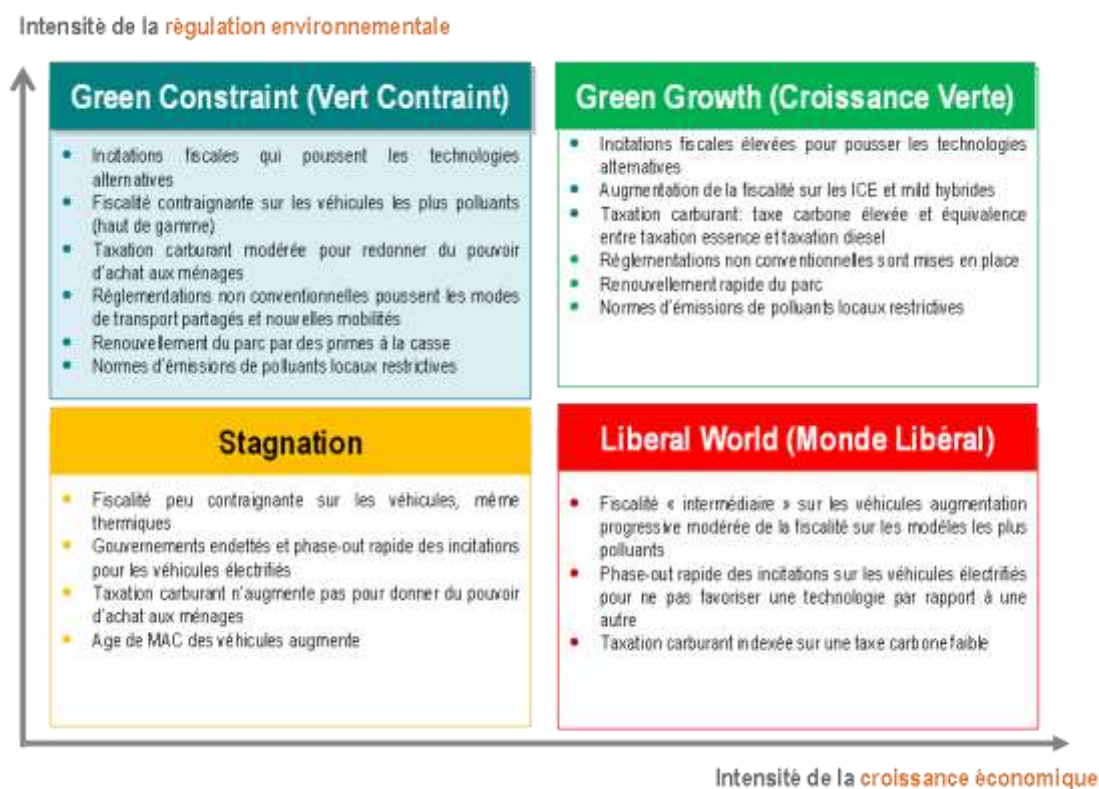 Intensité de la régulation environnementale
Green Constraint (Vert Contraint)
Incitations fiscales qui poussent les technologies
alternatives
Fiscalité contraignante sur les véhicules les plus polluants
(haut de gamme)
Taxation carburant modérée pour redonner du pouvoir
d'achat aux ménages
Réglementations non conventionnelles poussent les modes
de transport partagés et nouvelles mobilités
Renouvellement du parc par des primes à la casse
Normes d'émissions de polluants locaux restrictives
Green Growth (Croissance Verte)
Incitations fiscales élevées pour pousser les technologies
alternatives
Augmentation de la fiscalité sur les ICE et mild hybrides
Taxation carburant: taxe carbone élevée et équivalence
entre taxation essence et taxation diesel
Réglementations non conventionnelles sont mises en place
Renouvellement rapide du parc
Normes d'émissions de polluants locaux restrictives
Stagnation
Fiscalité peu contraignante sur les véhicules, même
thermiques
Gouvernements endettés et phase-out rapide des incitations
pour les véhicules électrifiés
Taxation carburant n'augmente pas pour donner du pouvoir
d'achat aux ménages
Age de MAC des véhicules augmente
Liberal World (Monde Libéral)
Fiscalité « intermédiaire » sur les véhicules augmentation
progressive modérée de la fiscalité sur les modèles les plus
polluants
Phase-out rapide des incitations sur les véhicules électrifiés
pour ne pas favoriser une technologie par rapport à une
autre
Taxation carburant indexée sur une taxe carbone faible
Intensité de la croissance économique